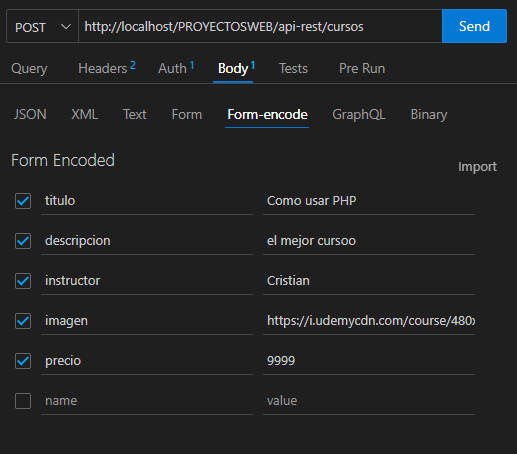 POST http://localhost/PROYECTOSWEB/api-rest/cursos Send
Query Headers 2 Auth 1 Body 1 Tests Pre Run
JSON XML Text Form Form-encode GraphQL Binary
Form Encoded
Import
titulo Como usar PHP
descripcion el mejor cursoo
instructor Cristian
imagen https://i.udemycdn.com/course/480x
precio 9999
name value